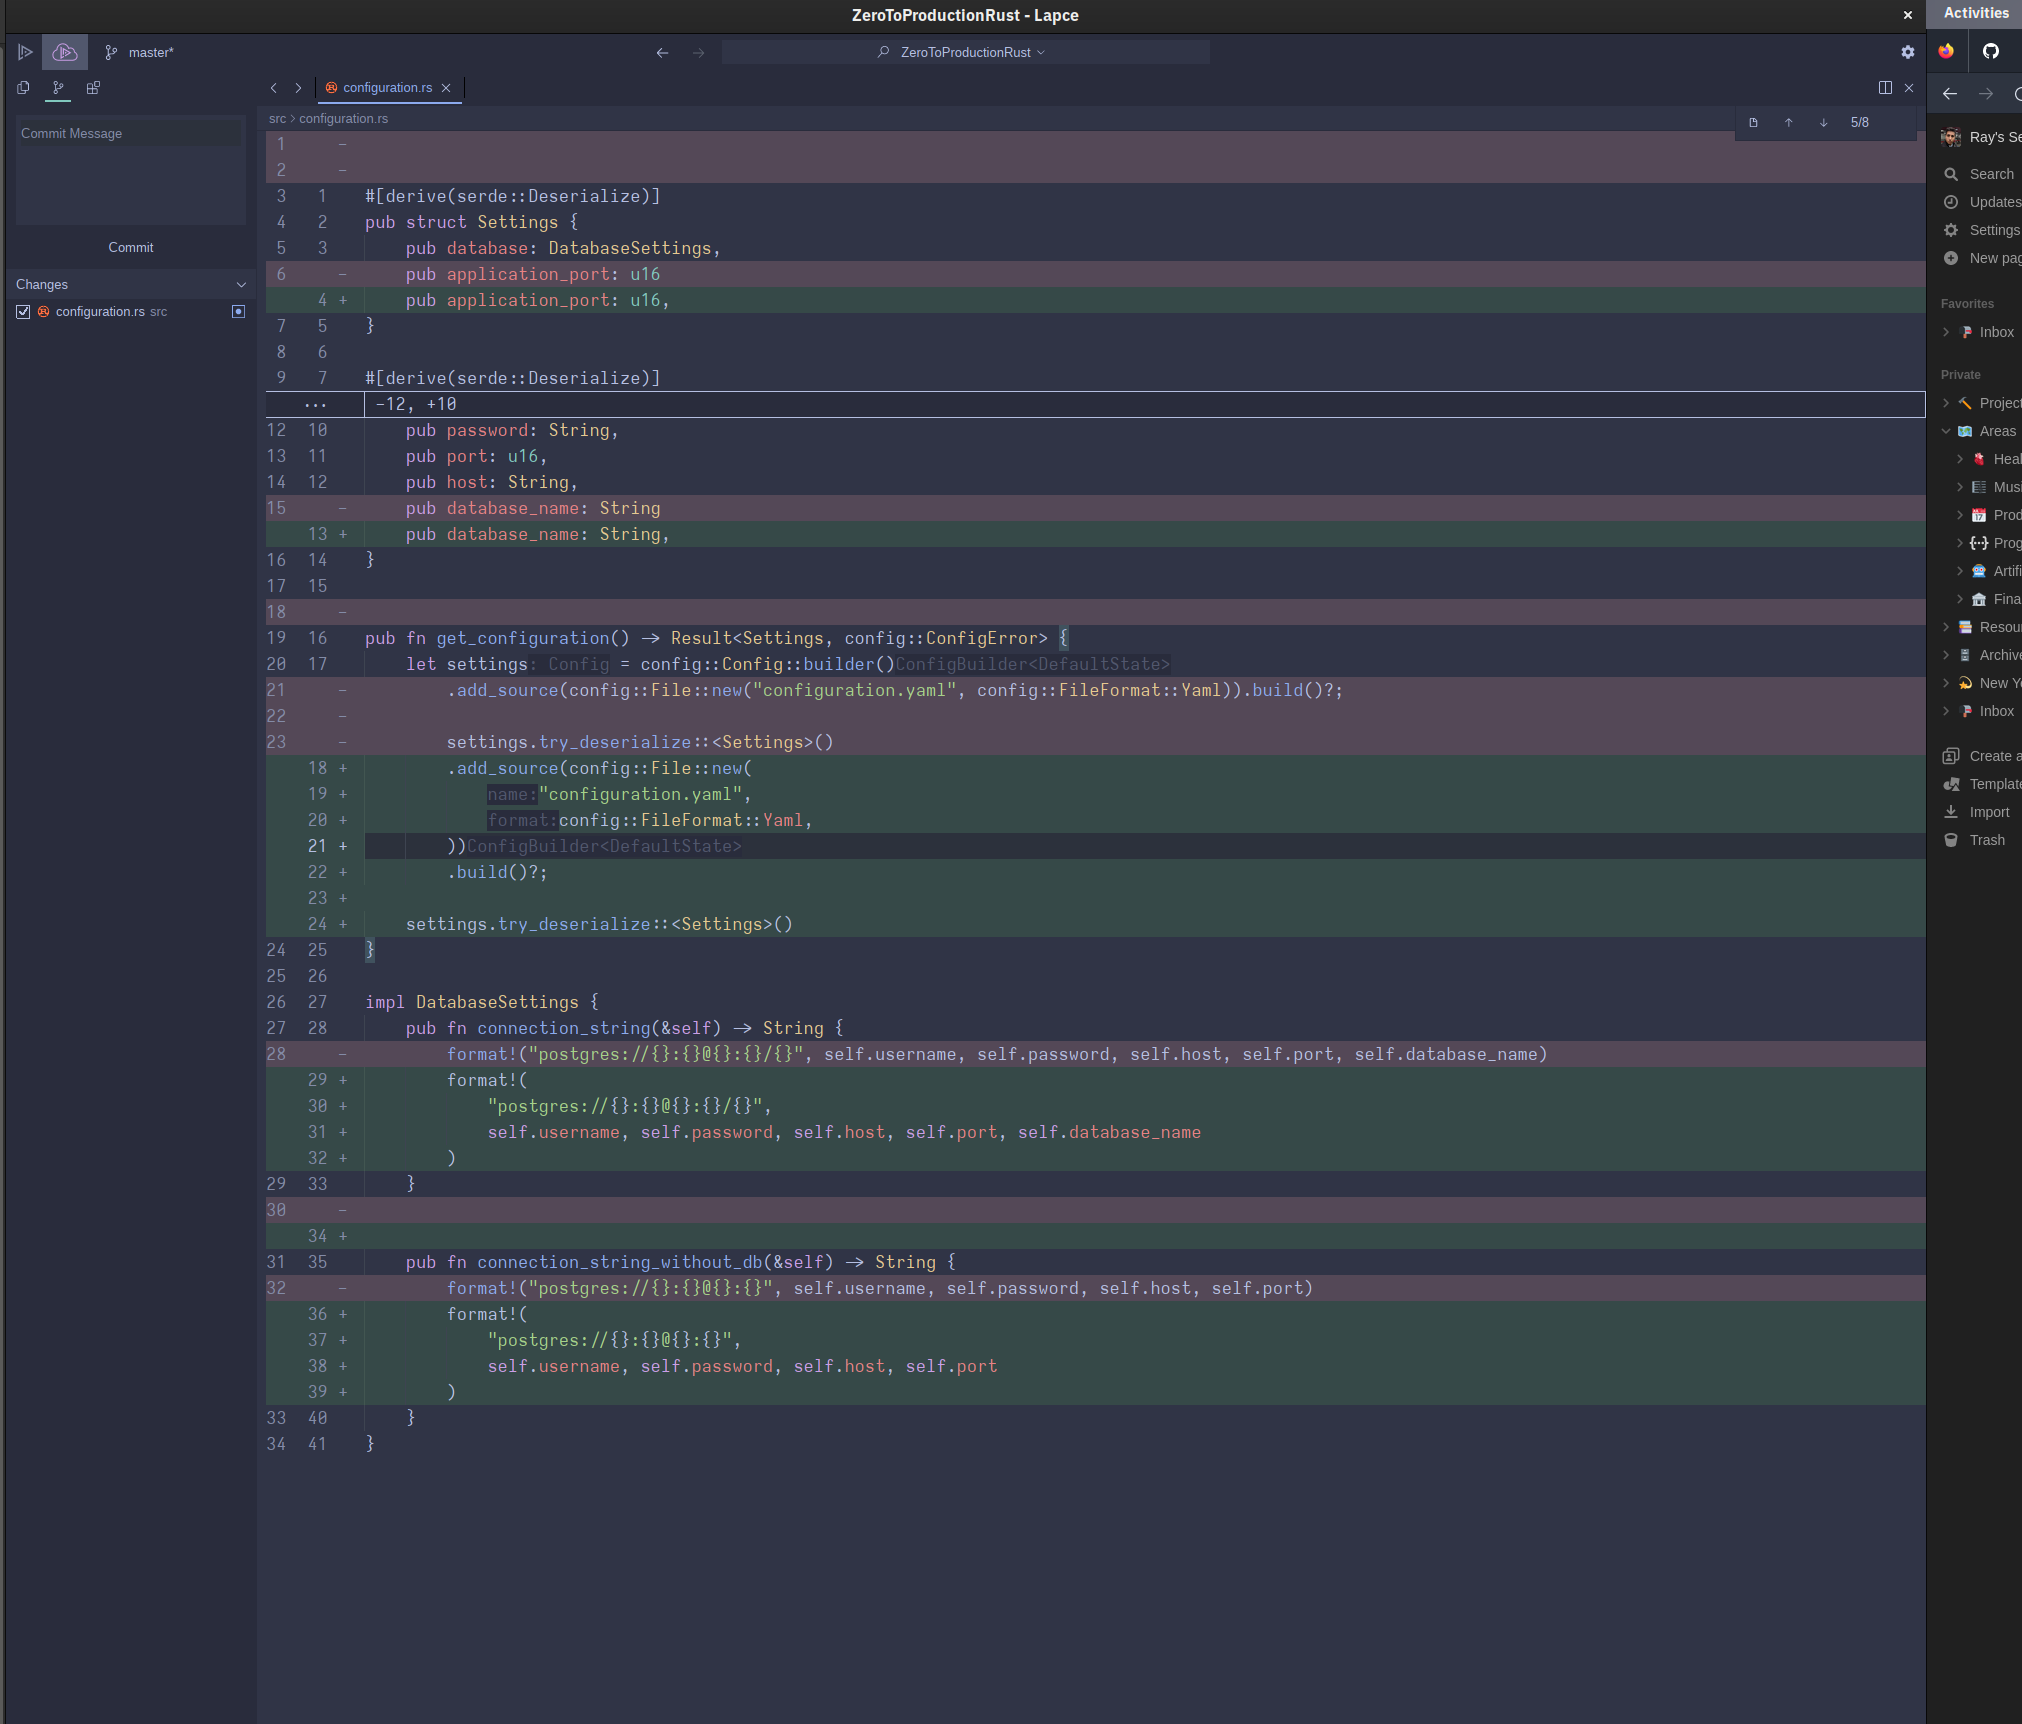 ZeroToProductionRust - Lapce
Activities
master*
ZeroToProductionRust
configuration.rs
src > configuration.rs
5/8
Commit Message
Commit
Changes
configuration.rs src
1 -
2 -
3 1 #[derive(serde::Deserialize)]
4 2 pub struct Settings {
5 3 pub database: DatabaseSettings,
6 - pub application_port: u16
4 + pub application_port: u16,
7 5 }
8 6
9 7 #[derive(serde::Deserialize)]
... -12, +10
12 10 pub password: String,
13 11 pub port: u16,
14 12 pub host: String,
15 - pub database_name: String
13 + pub database_name: String,
16 14 }
17 15
18 -
19 16 pub fn get_configuration() -> Result<Settings, config::ConfigError> {
20 17 let settings: Config = config::Config::builder()ConfigBuilder<DefaultState>
21 - .add_source(config::File::new("configuration.yaml", config::FileFormat::Yaml)).build()?;
22 -
23 - settings.try_deserialize::<Settings>()
18 + .add_source(config::File::new(
19 + name:"configuration.yaml",
20 + format:config::FileFormat::Yaml,
21 + ))ConfigBuilder<DefaultState>
22 + .build()?;
23 +
24 + settings.try_deserialize::<Settings>()
24 25 }
25 26
26 27 impl DatabaseSettings {
27 28 pub fn connection_string(&self) -> String {
28 - format!("postgres://{}:{}@{}:{}/{}", self.username, self.password, self.host, self.port, self.database_name)
29 + format!(
30 + "postgres://{}:{}@{}:{}/{}",
31 + self.username, self.password, self.host, self.port, self.database_name
32 + )
29 33 }
30 -
34 +
31 35 pub fn connection_string_without_db(&self) -> String {
32 - format!("postgres://{}:{}@{}:{}", self.username, self.password, self.host, self.port)
36 + format!(
37 + "postgres://{}:{}@{}:{}",
38 + self.username, self.password, self.host, self.port
39 + )
33 40 }
34 41 }
Ray's Se
Search
Updates
Settings
New pag
Favorites
Inbox
Private
Project
Areas
Heal
Musi
Prod
Prog
Artifi
Fina
Resour
Archive
New Y
Inbox
Create a
Template
Import
Trash